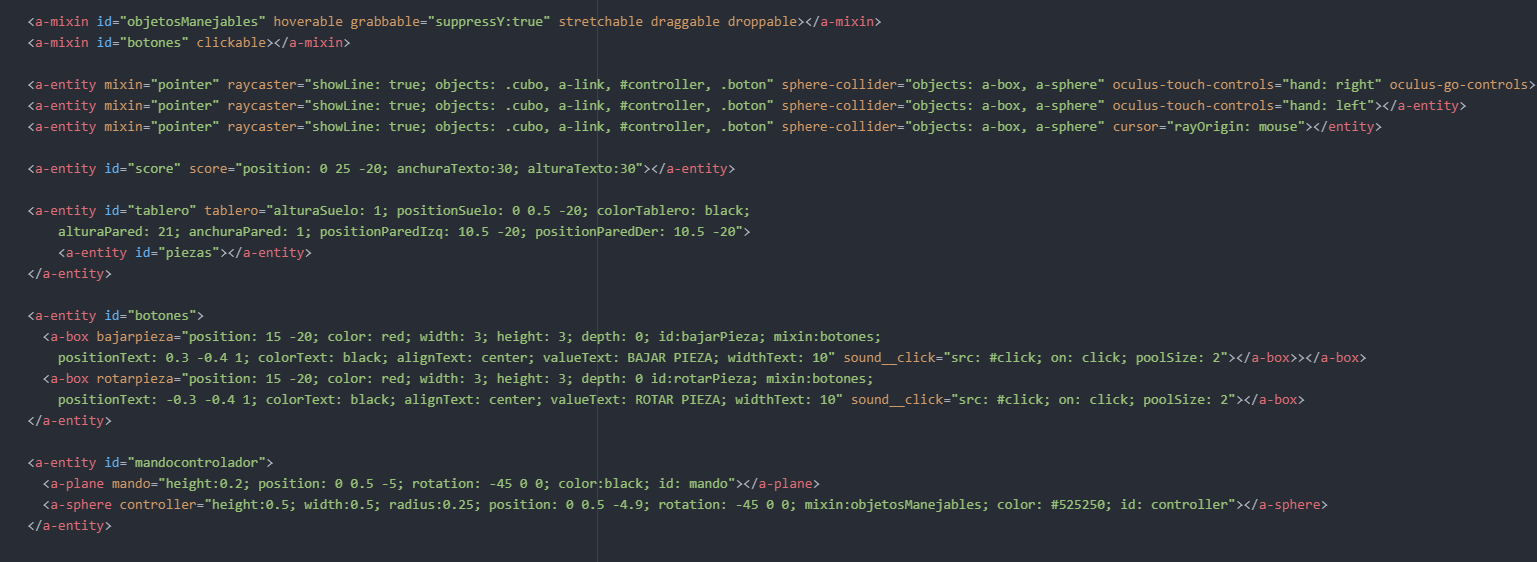 <a-mixin id="objetosManejables" hoverable grabbable="suppressY:true" stretchable draggable droppable></a-mixin>
<a-mixin id="botones" clickable></a-mixin>
<a-entity mixin="pointer" raycaster="showLine: true; objects: .cubo, a-link, #controller, .boton" sphere-collider="objects: a-box, a-sphere" oculus-touch-controls="hand: right" oculus-go-controls>
<a-entity mixin="pointer" raycaster="showLine: true; objects: .cubo, a-link, #controller, .boton" sphere-collider="objects: a-box, a-sphere" oculus-touch-controls="hand: left"></a-entity>
<a-entity mixin="pointer" raycaster="showLine: true; objects: .cubo, a-link, #controller, .boton" sphere-collider="objects: a-box, a-sphere" cursor="rayOrigin: mouse"></entity>
<a-entity id="score" score="position: 0 25 -20; anchuraTexto:30; alturaTexto:30"></a-entity>
<a-entity id="tablero" tablero="alturaSuelo: 1; positionSuelo: 0 0.5 -20; colorTablero: black;
alturaPared: 21; anchuraPared: 1; positionParedIzq: 10.5 -20; positionParedDer: 10.5 -20">
<a-entity id="piezas"></a-entity>
</a-entity>
<a-entity id="botones">
<a-box bajarpieza="position: 15 -20; color: red; width: 3; height: 3; depth: 0; id:bajarPieza; mixin:botones;
positionText: 0.3 -0.4 1; colorText: black; alignText: center; valueText: BAJAR PIEZA; widthText: 10" sound__click="src: #click; on: click; poolSize: 2"></a-box>></a-box>
<a-box rotarpieza="position: 15 -20; color: red; width: 3; height: 3; depth: 0 id:rotarPieza; mixin:botones;
positionText: -0.3 -0.4 1; colorText: black; alignText: center; valueText: ROTAR PIEZA; widthText: 10" sound__click="src: #click; on: click; poolSize: 2"></a-box>
</a-entity>
<a-entity id="mandocontrolador">
<a-plane mando="height:0.2; position: 0 0.5 -5; rotation: -45 0 0; color:black; id: mando"></a-plane>
<a-sphere controller="height:0.5; width:0.5; radius:0.25; position: 0 0.5 -4.9; rotation: -45 0 0; mixin:objetosManejables; color: #525250; id: controller"></a-sphere>
</a-entity>